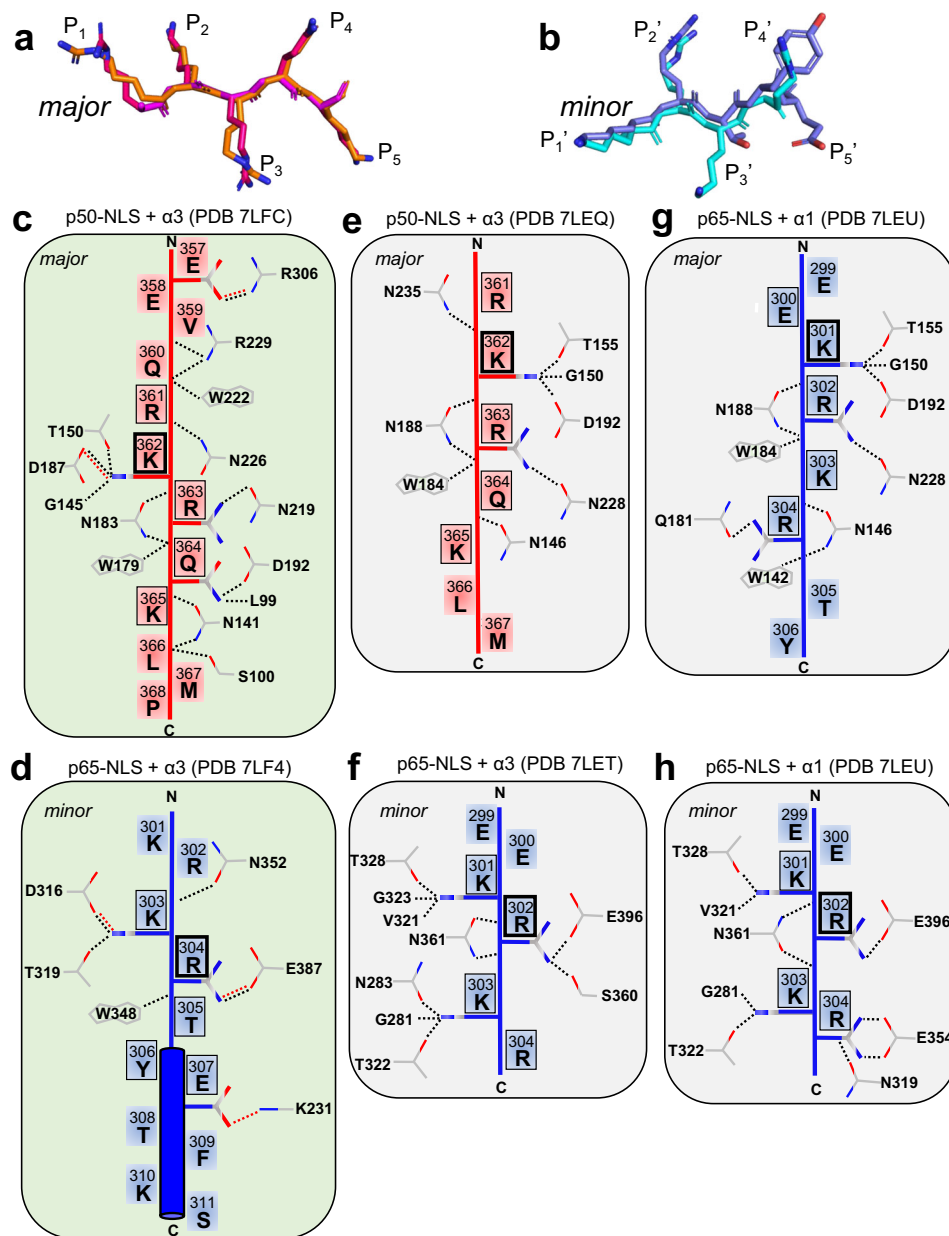 a
P1
P2
P4
major
P3
P5
b
P2'
P4'
minor
P1'
P3'
P5'
c
p50-NLS + α3 (PDB 7LFC)
major
N
357
E
R306
358
E
359
V
R229
360
Q
W222
361
R
T150
362
K
D187
N226
G145
363
R
N219
N183
364
Q
W179
D192
L99
365
K
N141
366
L
S100
367
M
368
P
C
d
p65-NLS + α3 (PDB 7LF4)
minor
N
301
K
302
R
N352
D316
303
K
304
R
E387
T319
W348
305
T
306
Y
307
E
K231
308
T
309
F
310
K
311
S
C
e
p50-NLS + α3 (PDB 7LEQ)
major
N
N235
361
R
362
K
T155
G150
D192
N188
363
R
W184
364
Q
N228
365
K
N146
366
L
367
M
C
f
p65-NLS + α3 (PDB 7LET)
minor
N
299
E
300
E
T328
301
K
G323
V321
302
R
E396
N361
N283
303
K
S360
G281
304
R
T322
C
g
p65-NLS + α1 (PDB 7LEU)
major
N
299
E
300
E
301
K
T155
G150
302
R
D192
N188
W184
303
K
N228
304
R
Q181
N146
W142
305
T
306
Y
C
h
p65-NLS + α1 (PDB 7LEU)
minor
N
299
E
300
E
T328
301
K
V321
302
R
E396
N361
G281
303
K
304
R
E354
T322
N319
C